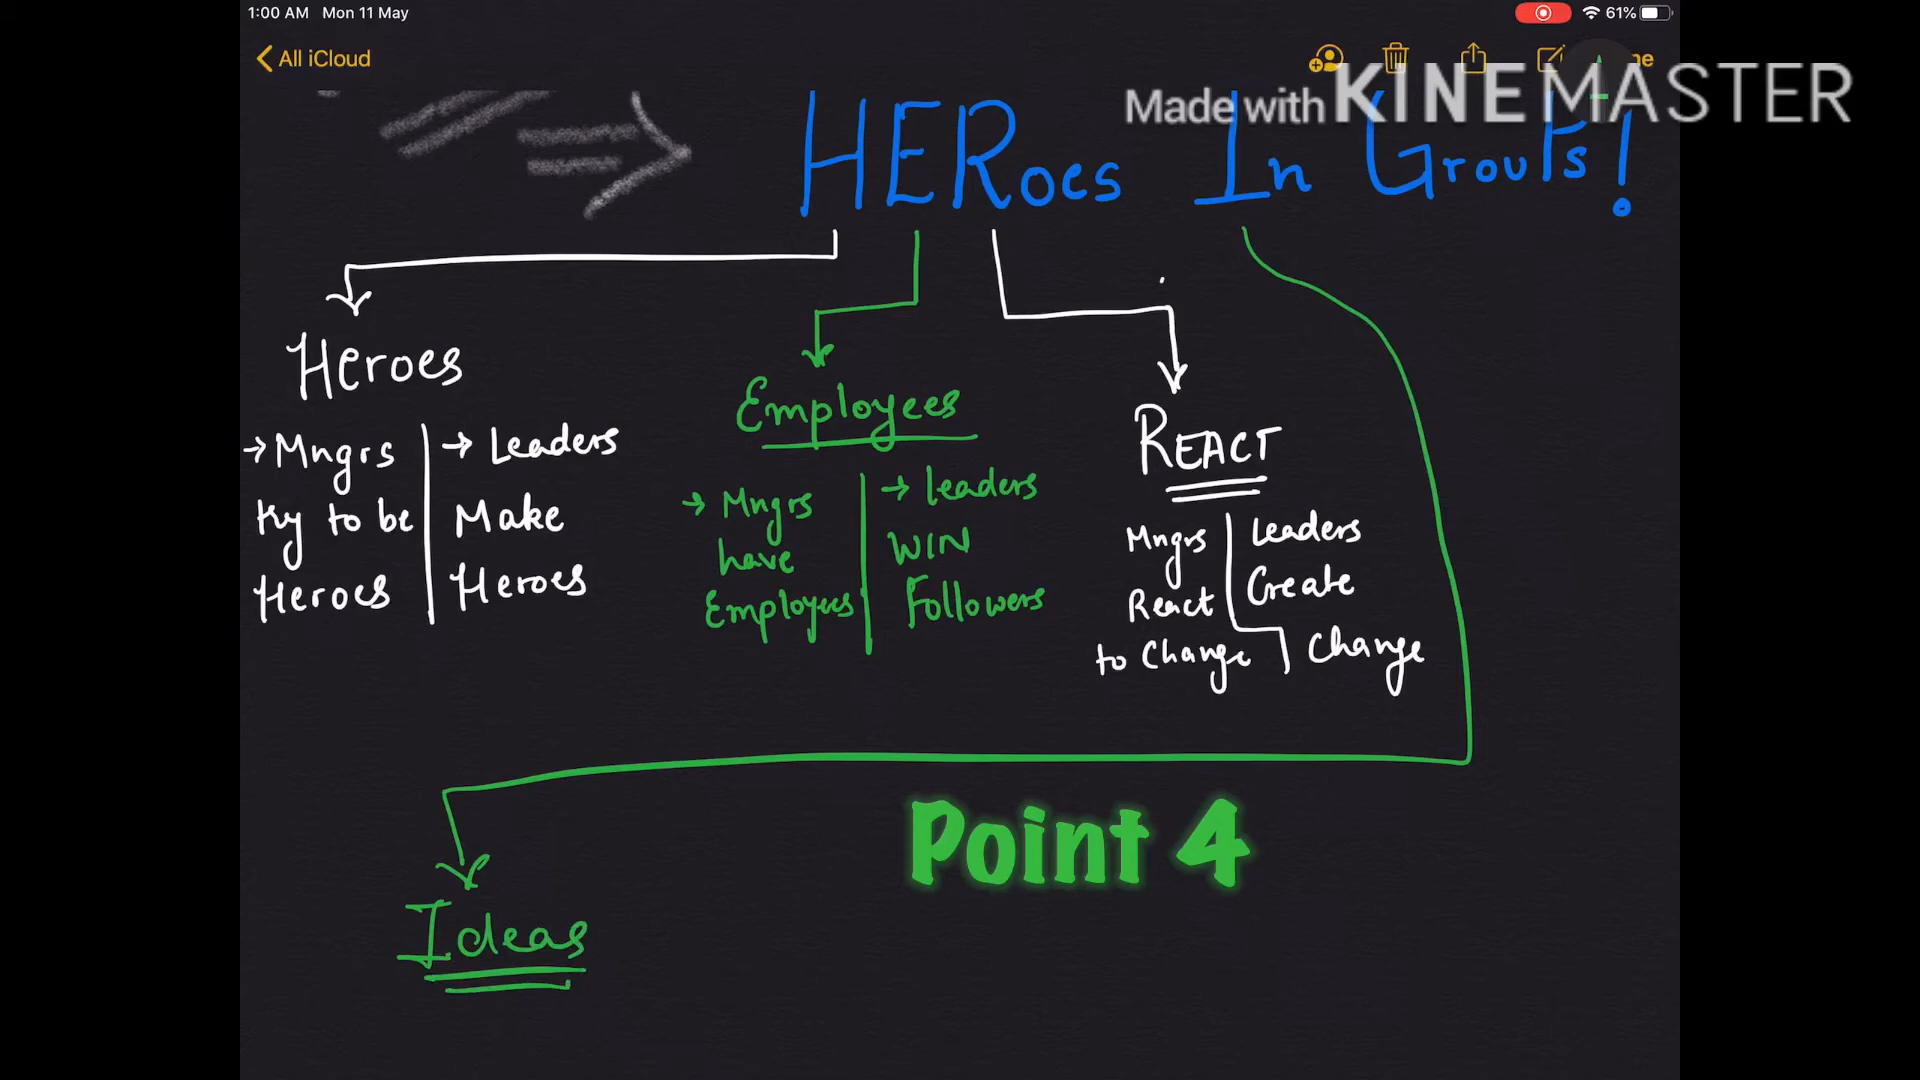 1:00 AM Mon 11 May
61%
All iCloud
Made with KINEMASTER
HERoes In GrouPs!
Heroes
→ Mngrs try to be Heroes
→ Leaders Make Heroes
Employees
→ Mngrs have Employees
→ leaders WIN Followers
REACT
Mngrs React to Change
Leaders Create Change
Point 4
Ideas